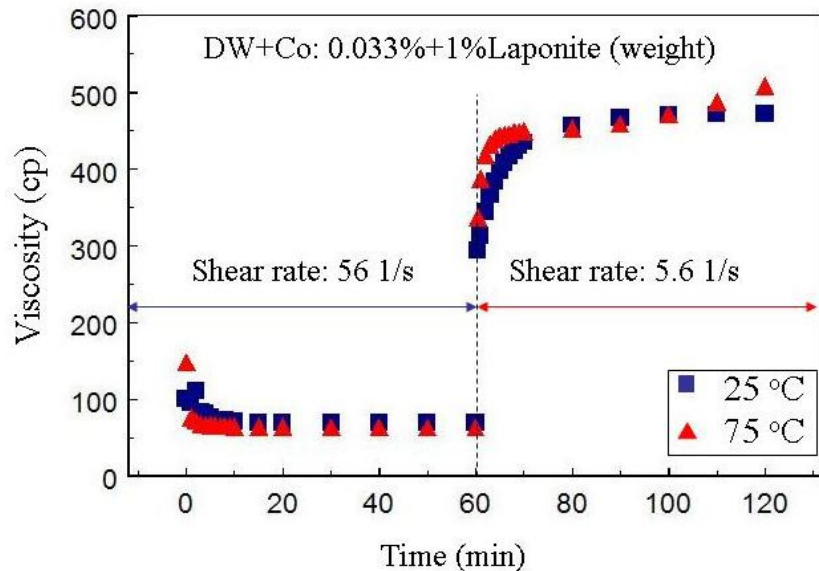 DW+Co: 0.033%+1%Laponite (weight)
600
500
400
300
200
100
0
Viscosity (cp)
Shear rate: 56 1/s
Shear rate: 5.6 1/s
25 °C
75 °C
0 20 40 60 80 100 120
Time (min)